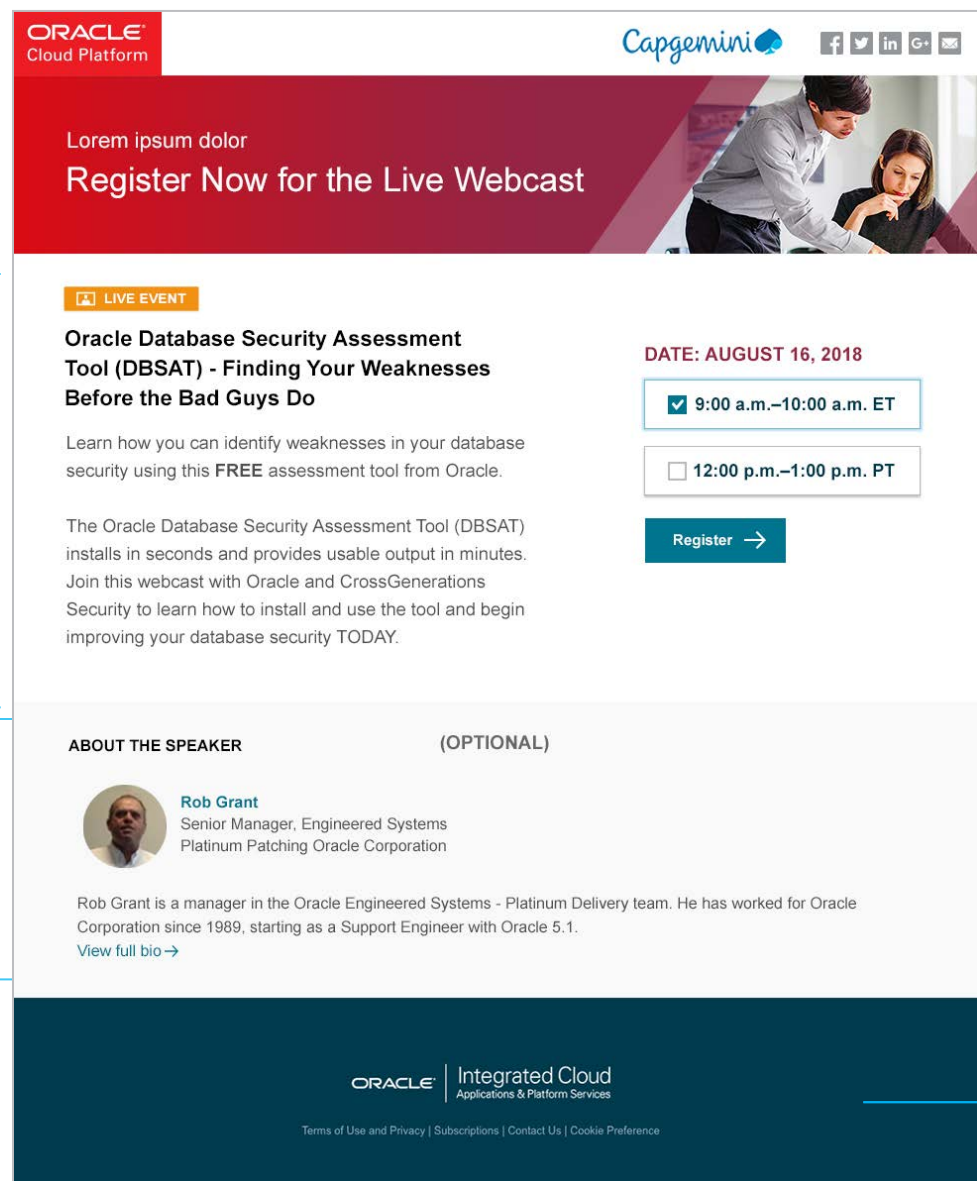 ORACLE
Cloud Platform
Capgemini
Lorem ipsum dolor
Register Now for the Live Webcast
LIVE EVENT
Oracle Database Security Assessment
Tool (DBSAT) - Finding Your Weaknesses
Before the Bad Guys Do
Learn how you can identify weaknesses in your database
security using this FREE assessment tool from Oracle.
The Oracle Database Security Assessment Tool (DBSAT)
installs in seconds and provides usable output in minutes.
Join this webcast with Oracle and CrossGenerations
Security to learn how to install and use the tool and begin
improving your database security TODAY.
DATE: AUGUST 16, 2018
9:00 a.m.–10:00 a.m. ET
12:00 p.m.–1:00 p.m. PT
Register
ABOUT THE SPEAKER
(OPTIONAL)
Rob Grant
Senior Manager, Engineered Systems
Platinum Patching Oracle Corporation
Rob Grant is a manager in the Oracle Engineered Systems - Platinum Delivery team. He has worked for Oracle
Corporation since 1989, starting as a Support Engineer with Oracle 5.1.
View full bio
ORACLE
Integrated Cloud
Applications & Platform Services
Terms of Use and Privacy | Subscriptions | Contact Us | Cookie Preference